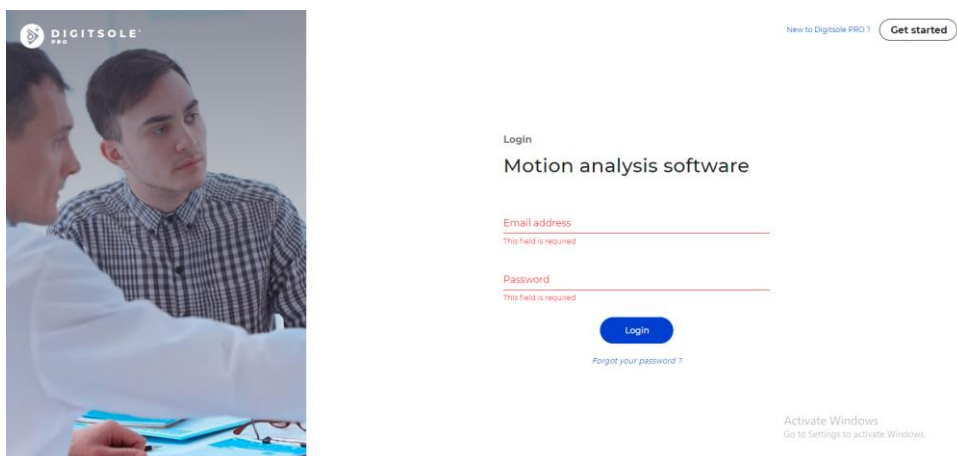 DIGITSOLE
PRO
New to Digitsole PRO ?
Get started
Login
Motion analysis software
Email address
This field is required
Password
This field is required
Login
Forgot your password ?
Activate Windows
Go to Settings to activate Windows.